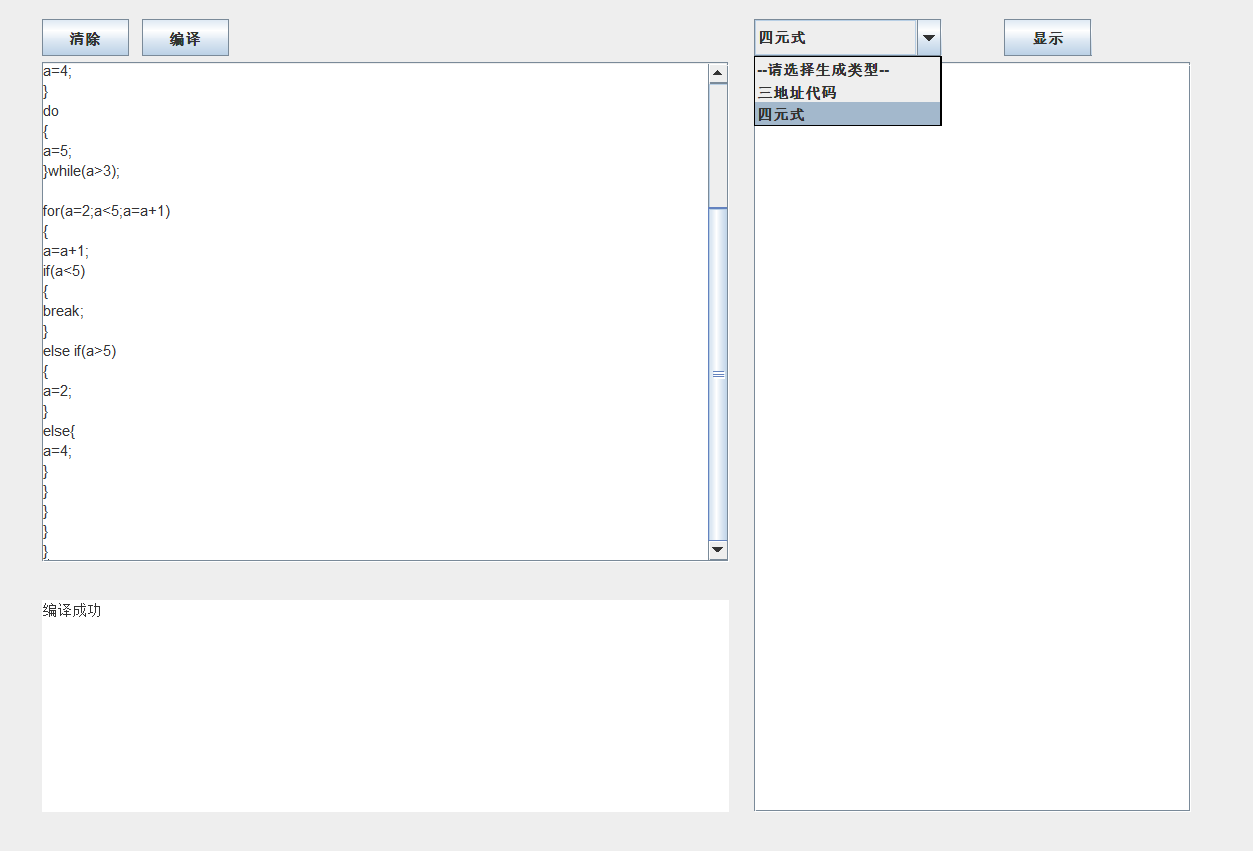 清除
编译
四元式
显示
--请选择生成类型--
三地址代码
四元式
a=4;
}
do
{
a=5;
}while(a>3);
for(a=2;a<5;a=a+1)
{
a=a+1;
if(a<5)
{
break;
}
else if(a>5)
{
a=2;
}
else{
a=4;
}
}
}
}
}
编译成功